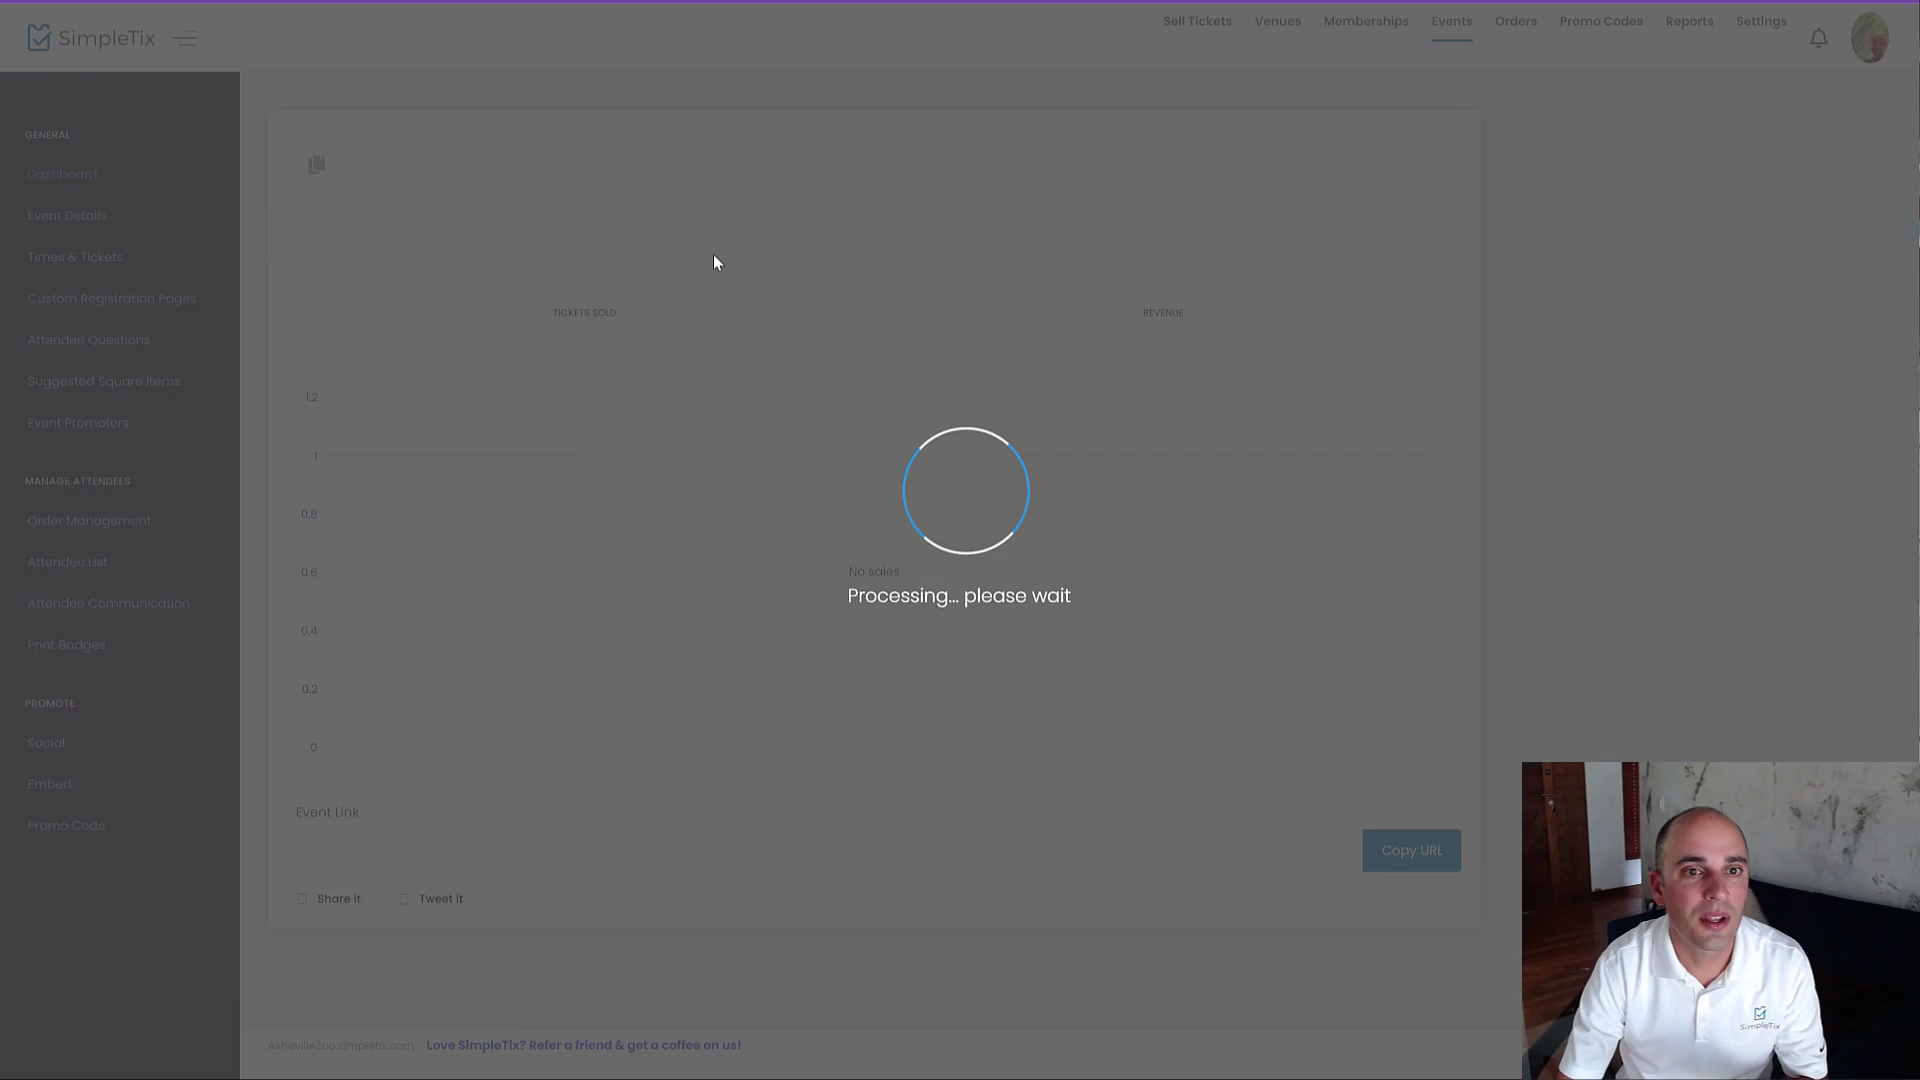 SimpleTix
Sell Tickets
Venues
Memberships
Events
Orders
Promo Codes
Reports
Settings
GENERAL
Dashboard
Event Details
Times & Tickets
Custom Registration Pages
Attendee Questions
Suggested Square Items
Event Promoters
MANAGE ATTENDEES
Order Management
Attendee List
Attendee Communication
Print Badges
PROMOTE
Social
Embed
Promo Code
TICKETS SOLD
REVENUE
1.2
1
0.8
0.6
0.4
0.2
0
No sales
Processing... please wait
Event Link
Copy URL
Share it
Tweet it
AshevilleZoo.simpletix.com
Love SimpleTix? Refer a friend & get a coffee on us!
SimpleTix